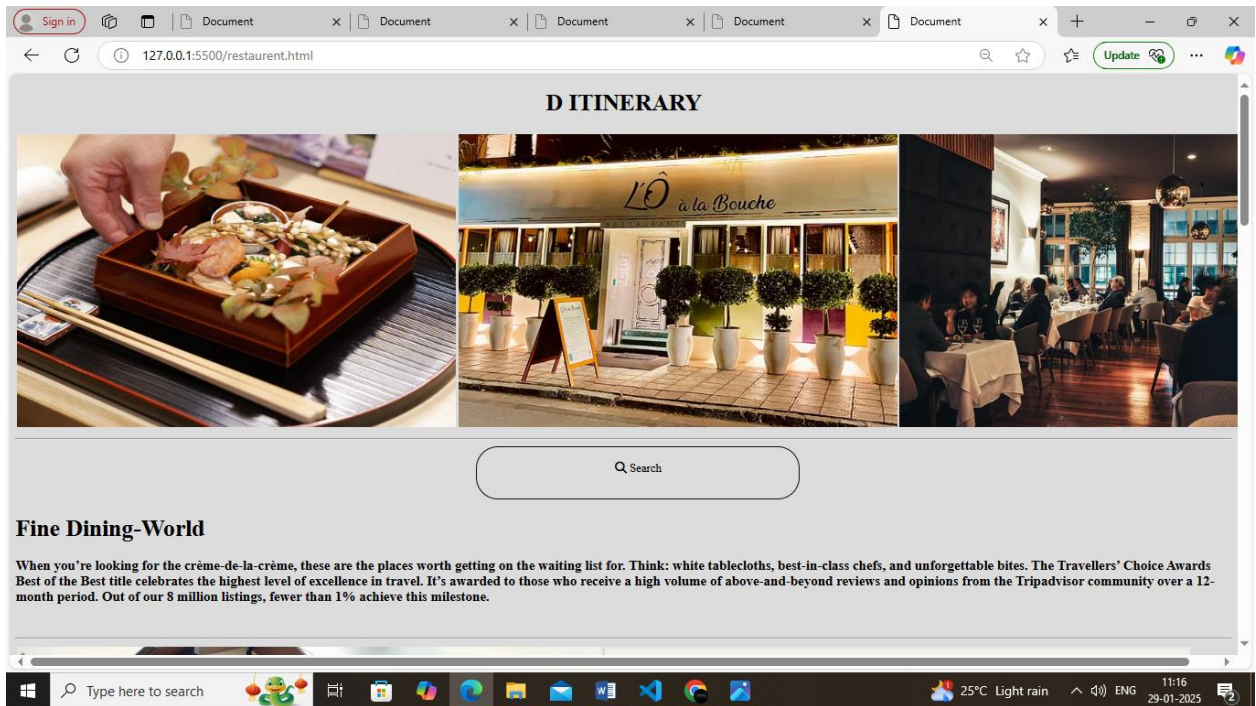 Sign in
Document
Document
Document
Document
Document
127.0.0.1:5500/restaurent.html
Update
D ITINERARY
L'Ô à la Bouche
RESTAURANT
Search
Fine Dining-World
When you’re looking for the crème-de-la-crème, these are the places worth getting on the waiting list for. Think: white tablecloths, best-in-class chefs, and unforgettable bites. The Travellers’ Choice Awards
Best of the Best title celebrates the highest level of excellence in travel. It’s awarded to those who receive a high volume of above-and-beyond reviews and opinions from the Tripadvisor community over a 12-
month period. Out of our 8 million listings, fewer than 1% achieve this milestone.
Type here to search
25°C Light rain
ENG
11:16
29-01-2025
2